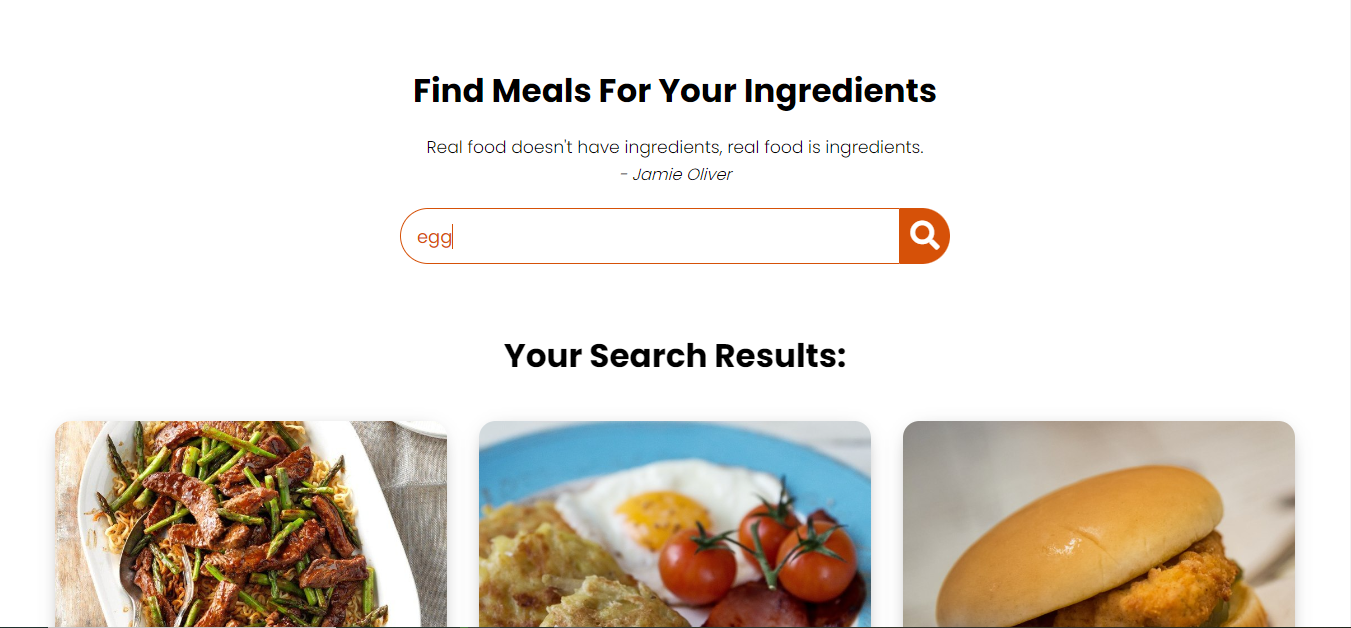 Find Meals For Your Ingredients
Real food doesn't have ingredients, real food is ingredients.
- Jamie Oliver
egg
Your Search Results: